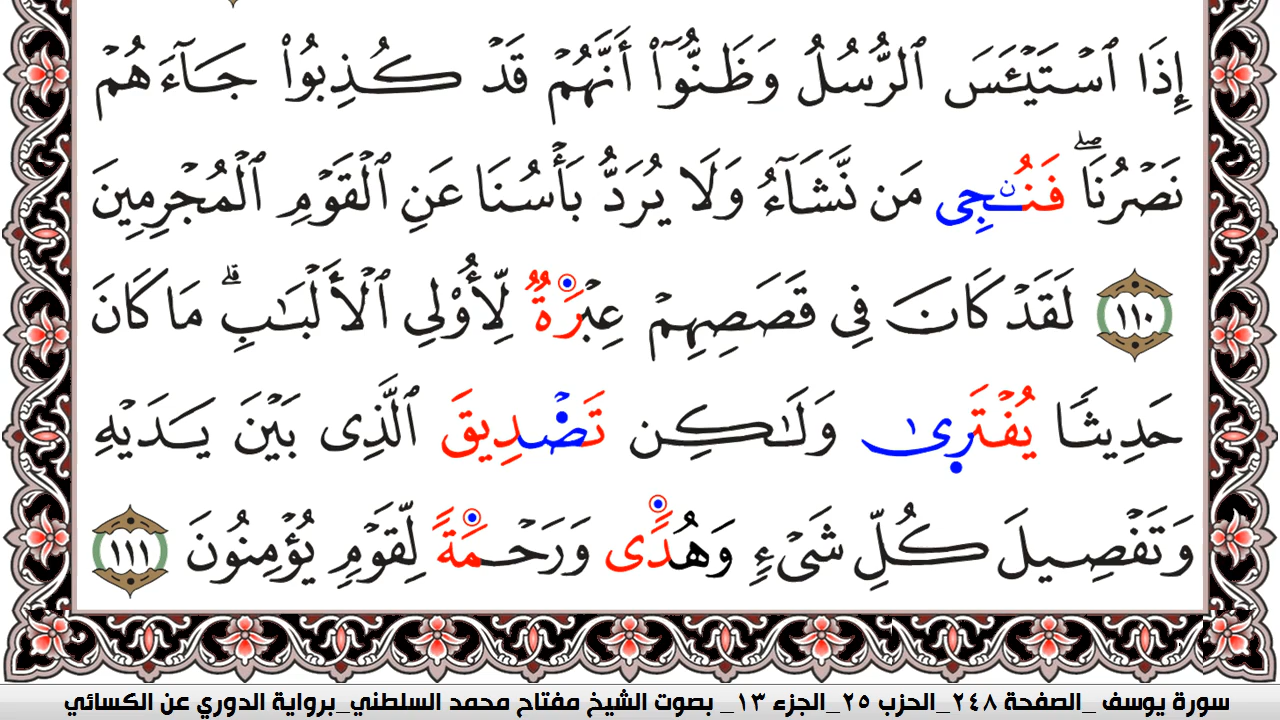 إِذَا ٱسۡتَيۡـَٔسَ ٱلرُّسُلُ وَظَنُّوٓاْ أَنَّهُمۡ قَدۡ كُذِبُواْ جَآءَهُمۡ
نَصۡرُنَاۖ فَنُـۨجِي مَن نَّشَآءُ وَلَا يُرَدُّ بَأۡسُنَا عَنِ ٱلۡقَوۡمِ ٱلۡمُجۡرِمِينَ
١١٠ لَقَدۡ كَانَ فِي قَصَصِهِمۡ عِبۡرَةٞ لِّأُوْلِي ٱلۡأَلۡبَٰبِۗ مَا كَانَ
حَدِيثٗا يُفۡتَرَىٰ وَلَٰكِن تَصۡدِيقَ ٱلَّذِي بَيۡنَ يَدَيۡهِ
وَتَفۡصِيلَ كُلِّ شَيۡءٖ وَهُدٗى وَرَحۡمَةٗ لِّقَوۡمٖ يُؤۡمِنُونَ ١١١
سورة يوسف _الصفحة ٢٤٨_الحزب ٢٥_الجزء ١٣_ بصوت الشيخ مفتاح محمد السلطني_برواية الدوري عن الكسائي